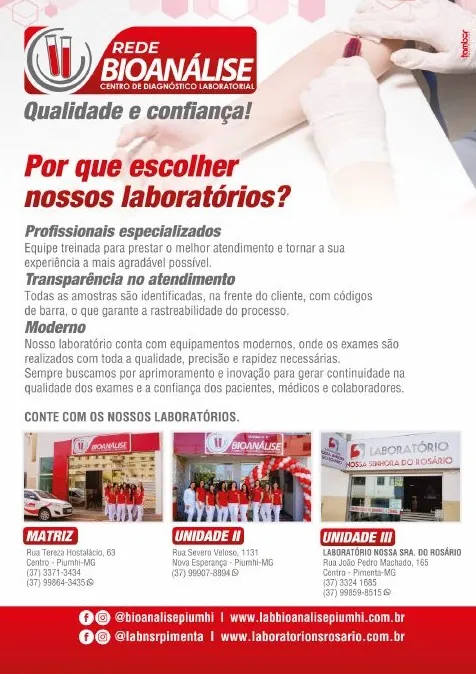 tambor
REDE
BIOANÁLISE
CENTRO DE DIAGNÓSTICO LABORATORIAL
Qualidade e confiança!
Por que escolher
nossos laboratórios?
Profissionais especializados
Equipe treinada para prestar o melhor atendimento e tornar a sua
experiência a mais agradável possível.
Transparência no atendimento
Todas as amostras são identificadas, na frente do cliente, com códigos
de barra, o que garante a rastreabilidade do processo.
Moderno
Nosso laboratório conta com equipamentos modernos, onde os exames são
realizados com toda a qualidade, precisão e rapidez necessárias.
Sempre buscamos por aprimoramento e inovação para gerar continuidade na
qualidade dos exames e a confiança dos pacientes, médicos e colaboradores.
CONTE COM OS NOSSOS LABORATÓRIOS.
BIOANÁLISE
BIOANÁLISE
LABORATÓRIO
NOSSA SENHORA DO ROSÁRIO
MATRIZ
Rua Tereza Hostalácio, 63
Centro - Piumhi-MG
(37) 3371-3434
(37) 99864-3435
UNIDADE II
Rua Severo Veloso, 1131
Nova Esperança - Piumhi-MG
(37) 99907-8894
UNIDADE III
LABORATÓRIO NOSSA SRA. DO ROSÁRIO
Rua João Pedro Machado, 165
Centro - Pimenta-MG
(37) 3324 1685
(37) 99859-8515
@bioanalisepiumhi I www.labbioanalisepiumhi.com.br
@labnsrpimenta I www.laboratorionsrosario.com.br